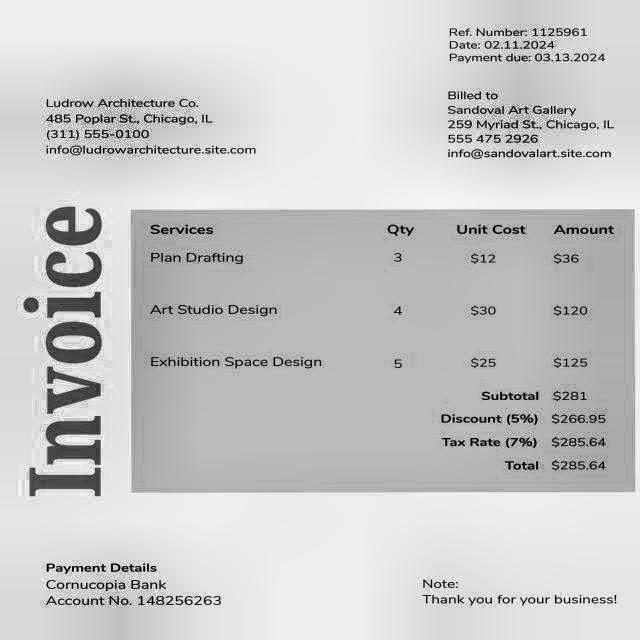 Ref. Number: 1125961
Date: 02.11.2024
Payment due: 03.13.2024
Ludrow Architecture Co.
485 Poplar St., Chicago, IL
(311) 555-0100
info@ludrowarchitecture.site.com
Billed to
Sandoval Art Gallery
259 Myriad St., Chicago, IL
555 475 2926
info@sandovalart.site.com
Invoice
Services Qty Unit Cost Amount
Plan Drafting 3 $12 $36
Art Studio Design 4 $30 $120
Exhibition Space Design 5 $25 $125
Subtotal $281
Discount (5%) $266.95
Tax Rate (7%) $285.64
Total $285.64
Payment Details
Cornucopia Bank
Account No. 148256263
Note:
Thank you for your business!